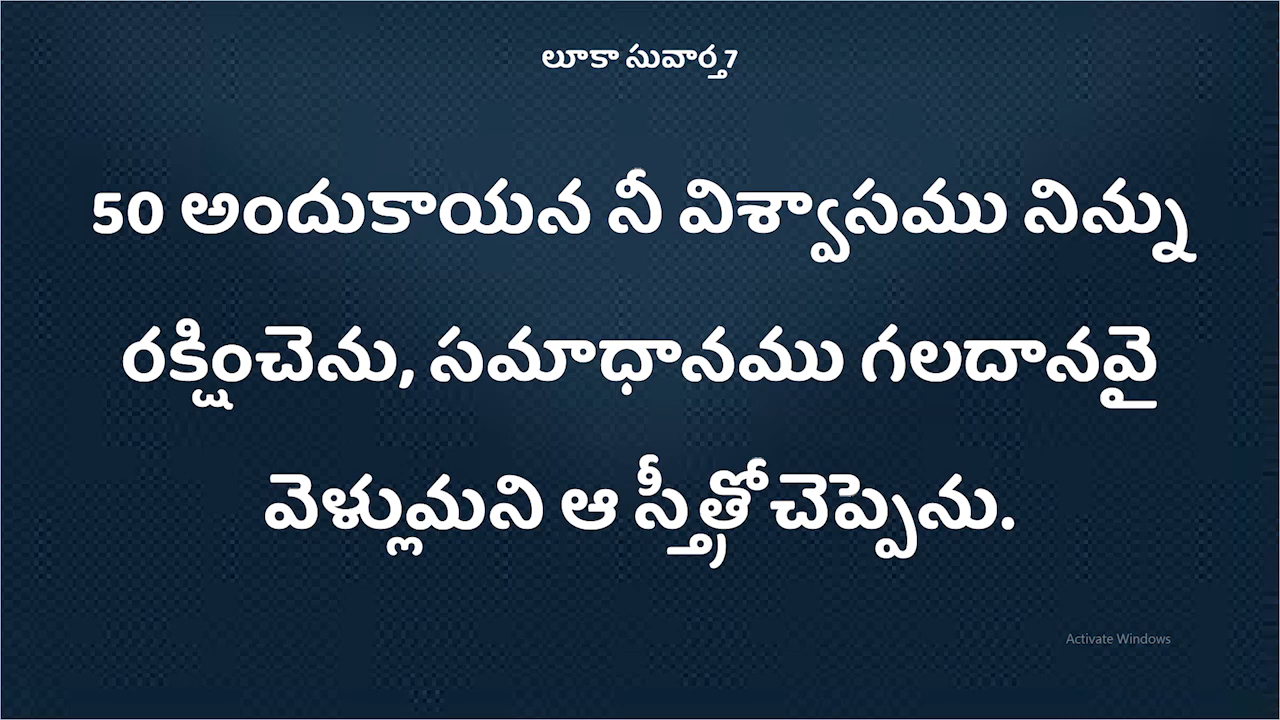 లూకా సువార్త 7
50 అందుకాయన నీ విశ్వాసము నిన్ను
రక్షించెను, సమాధానము గలదానవై
వెళ్లుమని ఆ స్త్రీతో చెప్పెను.
Activate Windows